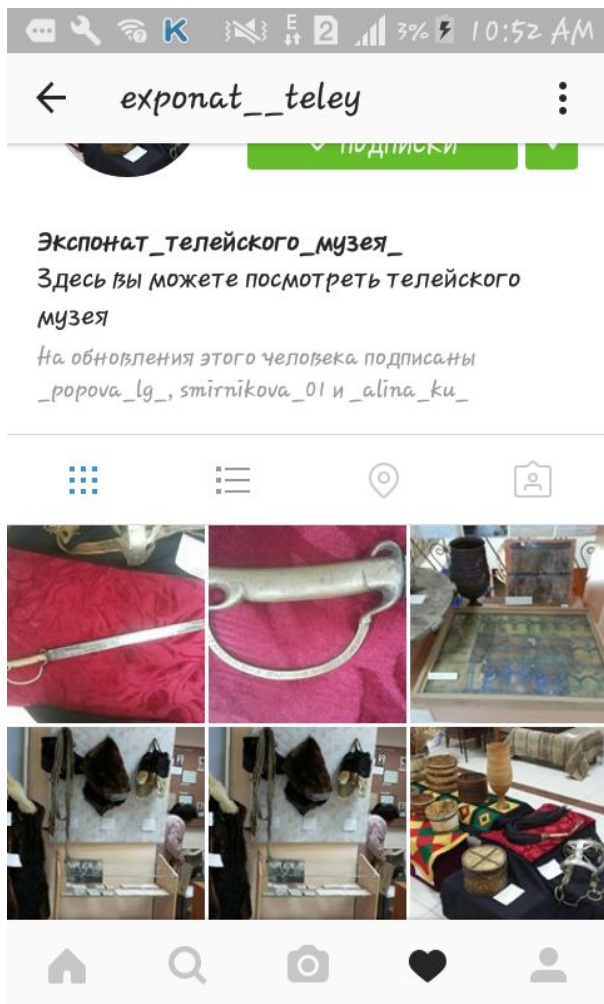 E 2 3% 10:52 AM
exponat__teley
подписки
Экспонат_телейского_музея_
Здесь вы можете посмотреть телейского
музея
На обновления этого человека подписаны
_popova_lg_, smirnikova_01 и _alina_ku_